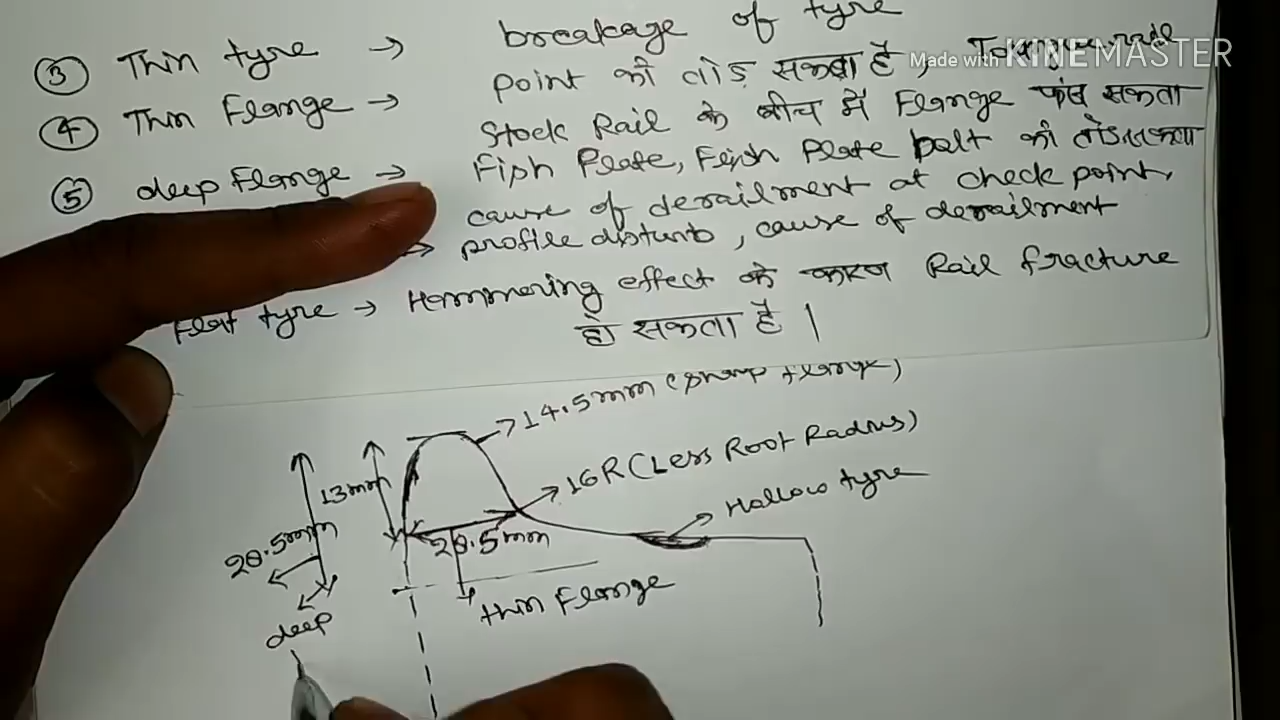 breakage of tyre
Made with KINEMASTER
③ Thin tyre → point को तोड़ सकता है,
④ Thin Flange → Stock Rail के बीच में Flange फंस सकता
⑤ deep Flange → Fish Plate, Fish Plate bolt को तोड़ सकता
cause of derailment at check point,
→ profile disturb, cause of derailment
Flat tyre → Hammering effect के कारण Rail fracture
हो सकता है |
14.5mm (sharp flange)
16R (Less Root Radius)
13mm
Hallow tyre
28.5mm
28.5mm
thin Flange
deep